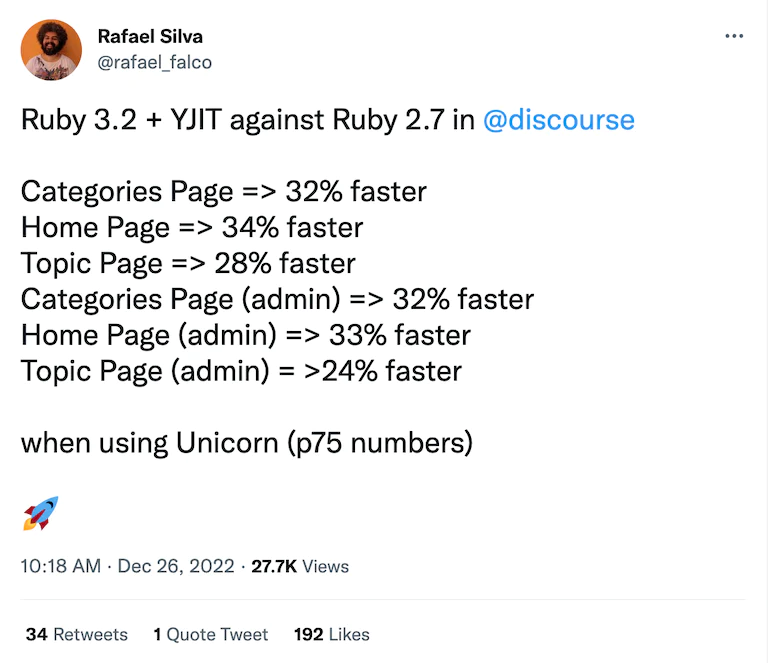 Rafael Silva
@rafael_falco
Ruby 3.2 + YJIT against Ruby 2.7 in @discourse
Categories Page => 32% faster
Home Page => 34% faster
Topic Page => 28% faster
Categories Page (admin) => 32% faster
Home Page (admin) => 33% faster
Topic Page (admin) = >24% faster
when using Unicorn (p75 numbers)
🚀
10:18 AM · Dec 26, 2022 · 27.7K Views
34 Retweets 1 Quote Tweet 192 Likes